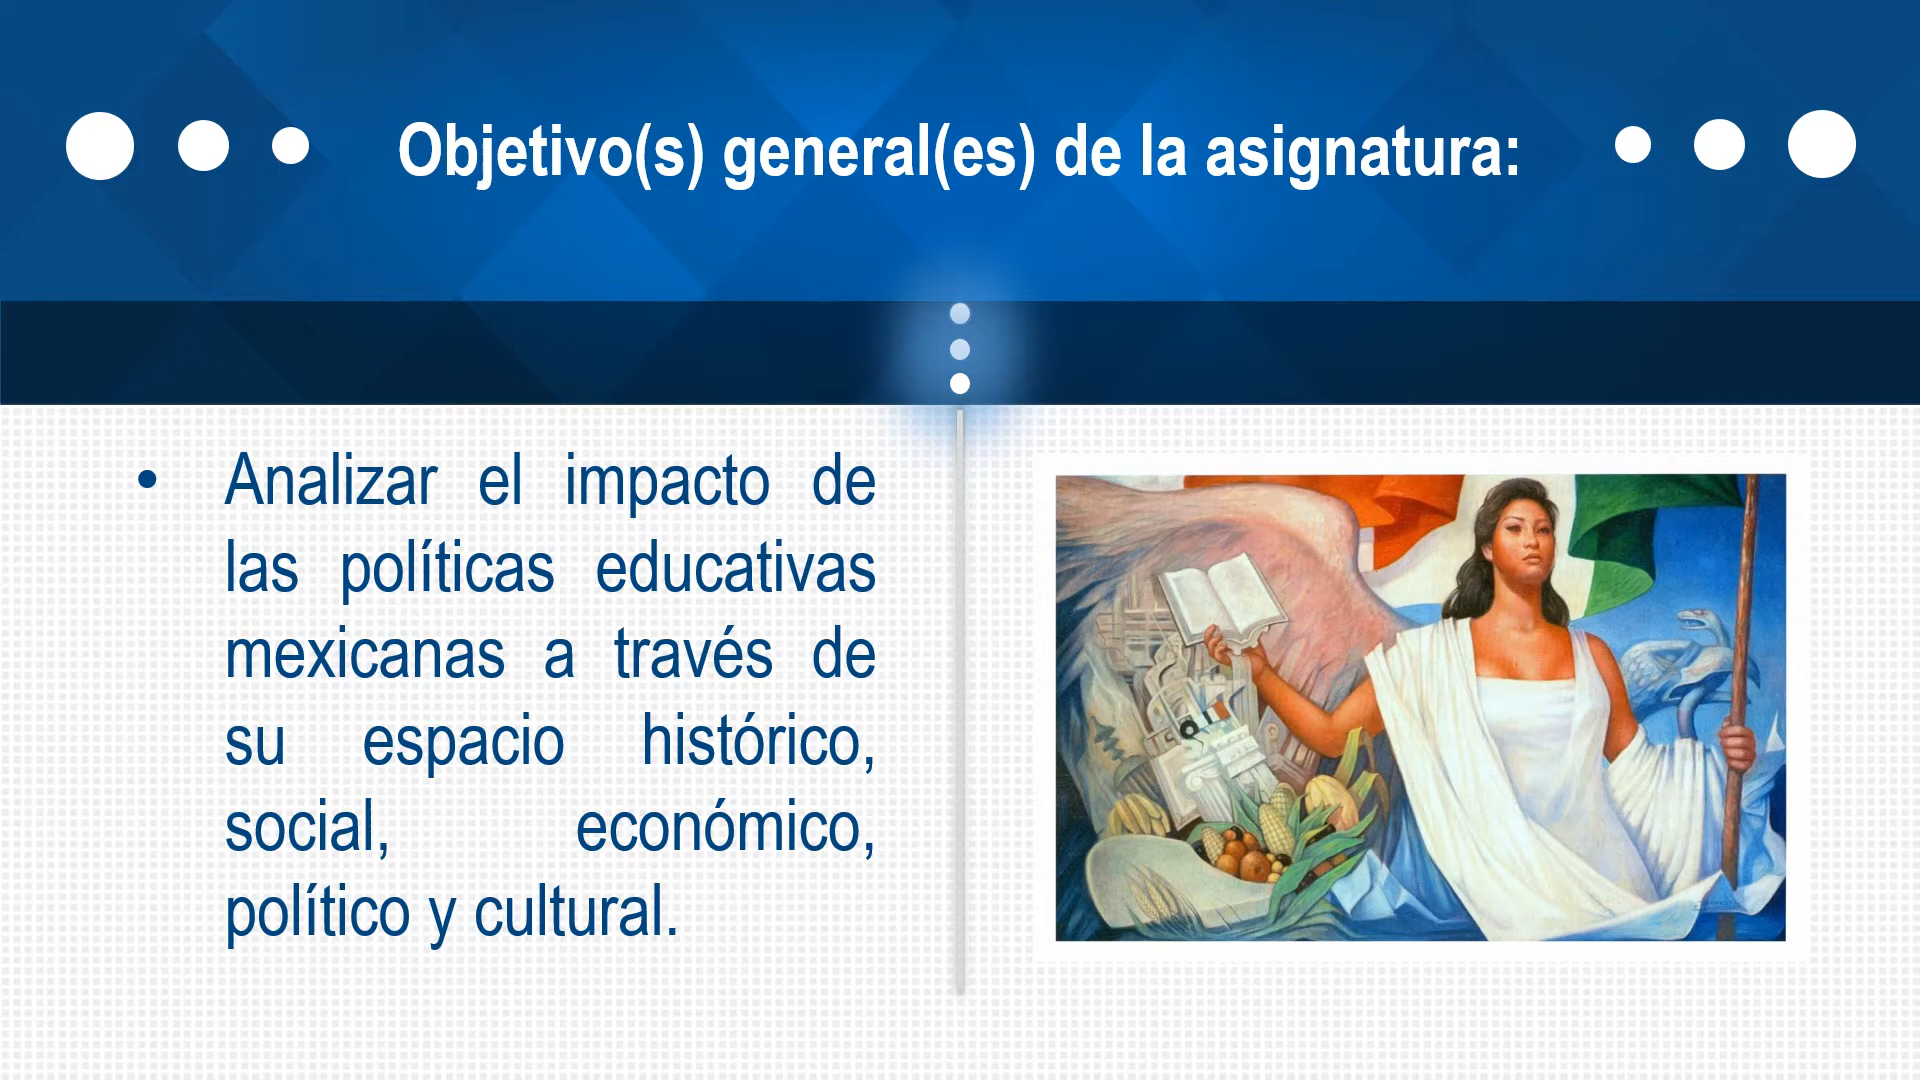 Objetivo(s) general(es) de la asignatura:
• Analizar el impacto de
las políticas educativas
mexicanas a través de
su espacio histórico,
social, económico,
político y cultural.